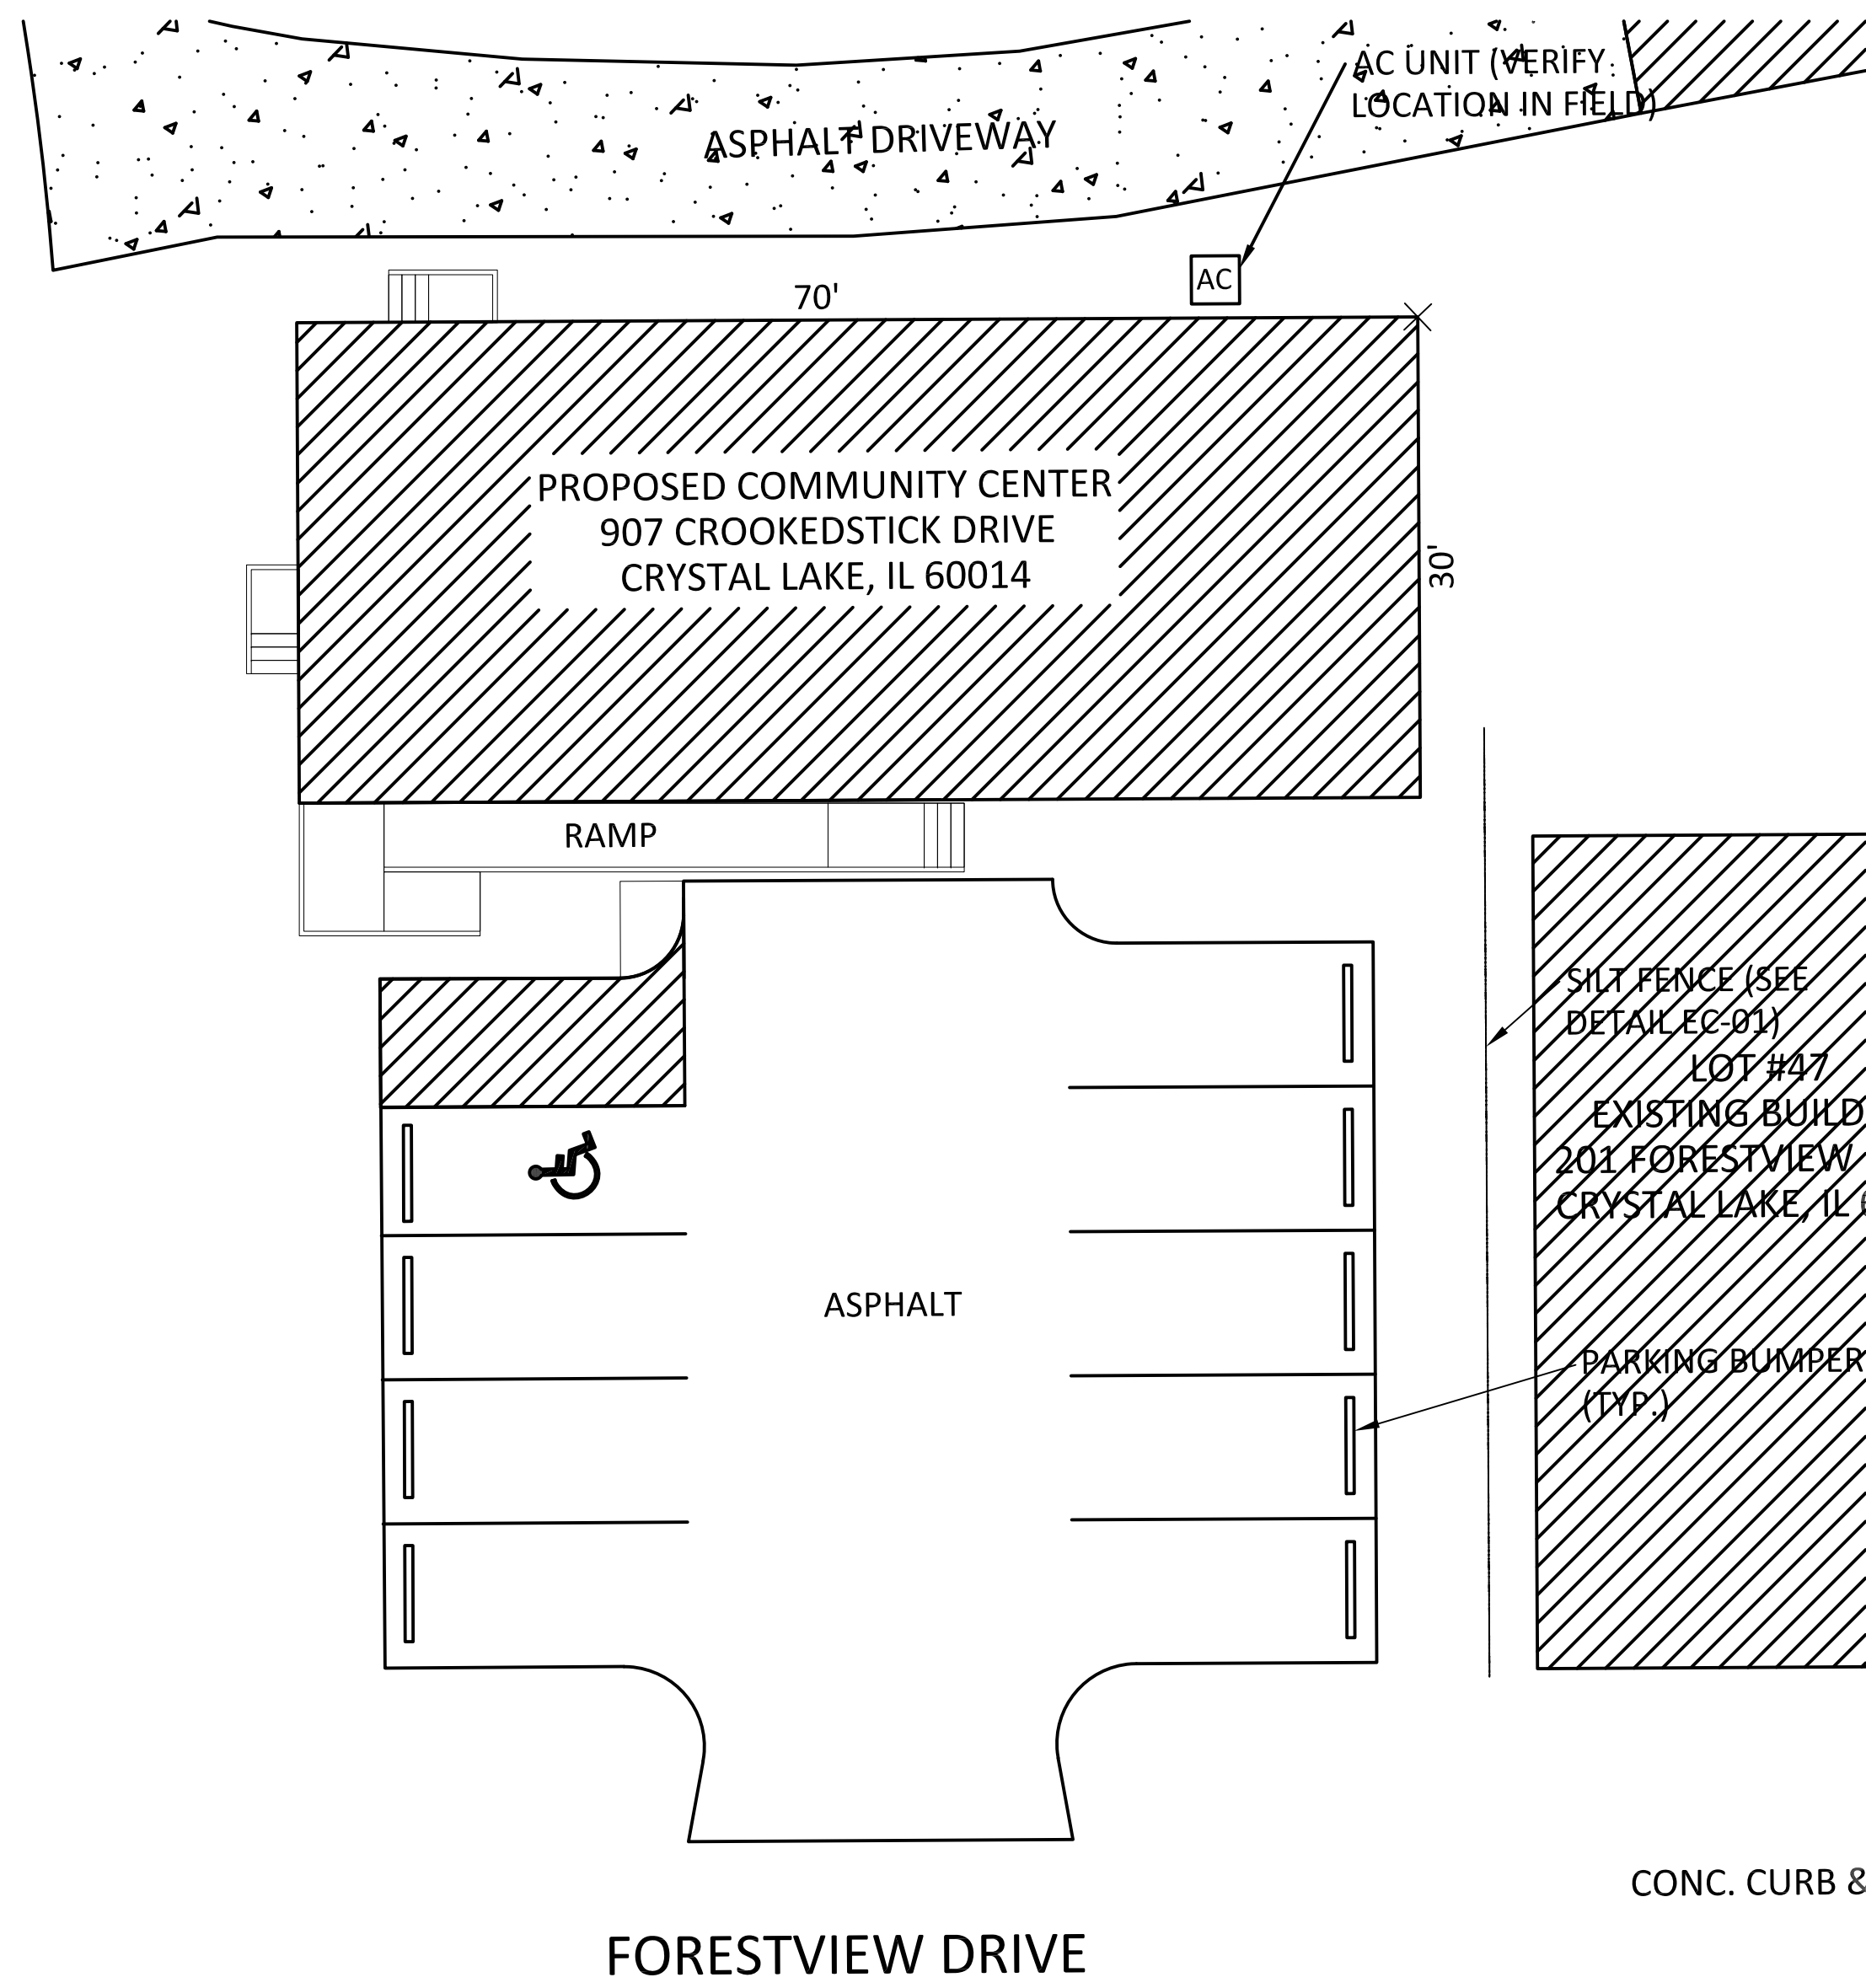 AC UNIT (VERIFY
LOCATION IN FIELD)
ASPHALT DRIVEWAY
AC
70'
PROPOSED COMMUNITY CENTER
907 CROOKEDSTICK DRIVE
CRYSTAL LAKE, IL 60014
30'
RAMP
SILT FENCE (SEE
DETAIL EC-01)
LOT #47
EXISTING BUILD
201 FORESTVIEW
CRYSTAL LAKE, IL
ASPHALT
PARKING BUMPER
(TYP.)
CONC. CURB &
FORESTVIEW DRIVE